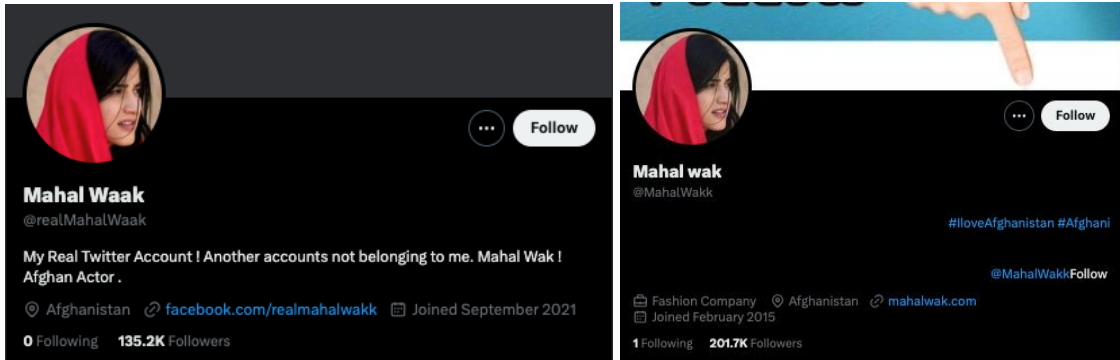 Follow
Mahal Waak
@realMahalWaak
My Real Twitter Account ! Another accounts not belonging to me. Mahal Wak !
Afghan Actor .
Afghanistan facebook.com/realmahalwakk Joined September 2021
0 Following 135.2K Followers
Follow
Mahal wak
@MahalWakk
#IloveAfghanistan #Afghani
@MahalWakkFollow
Fashion Company Afghanistan mahalwak.com
Joined February 2015
1 Following 201.7K Followers